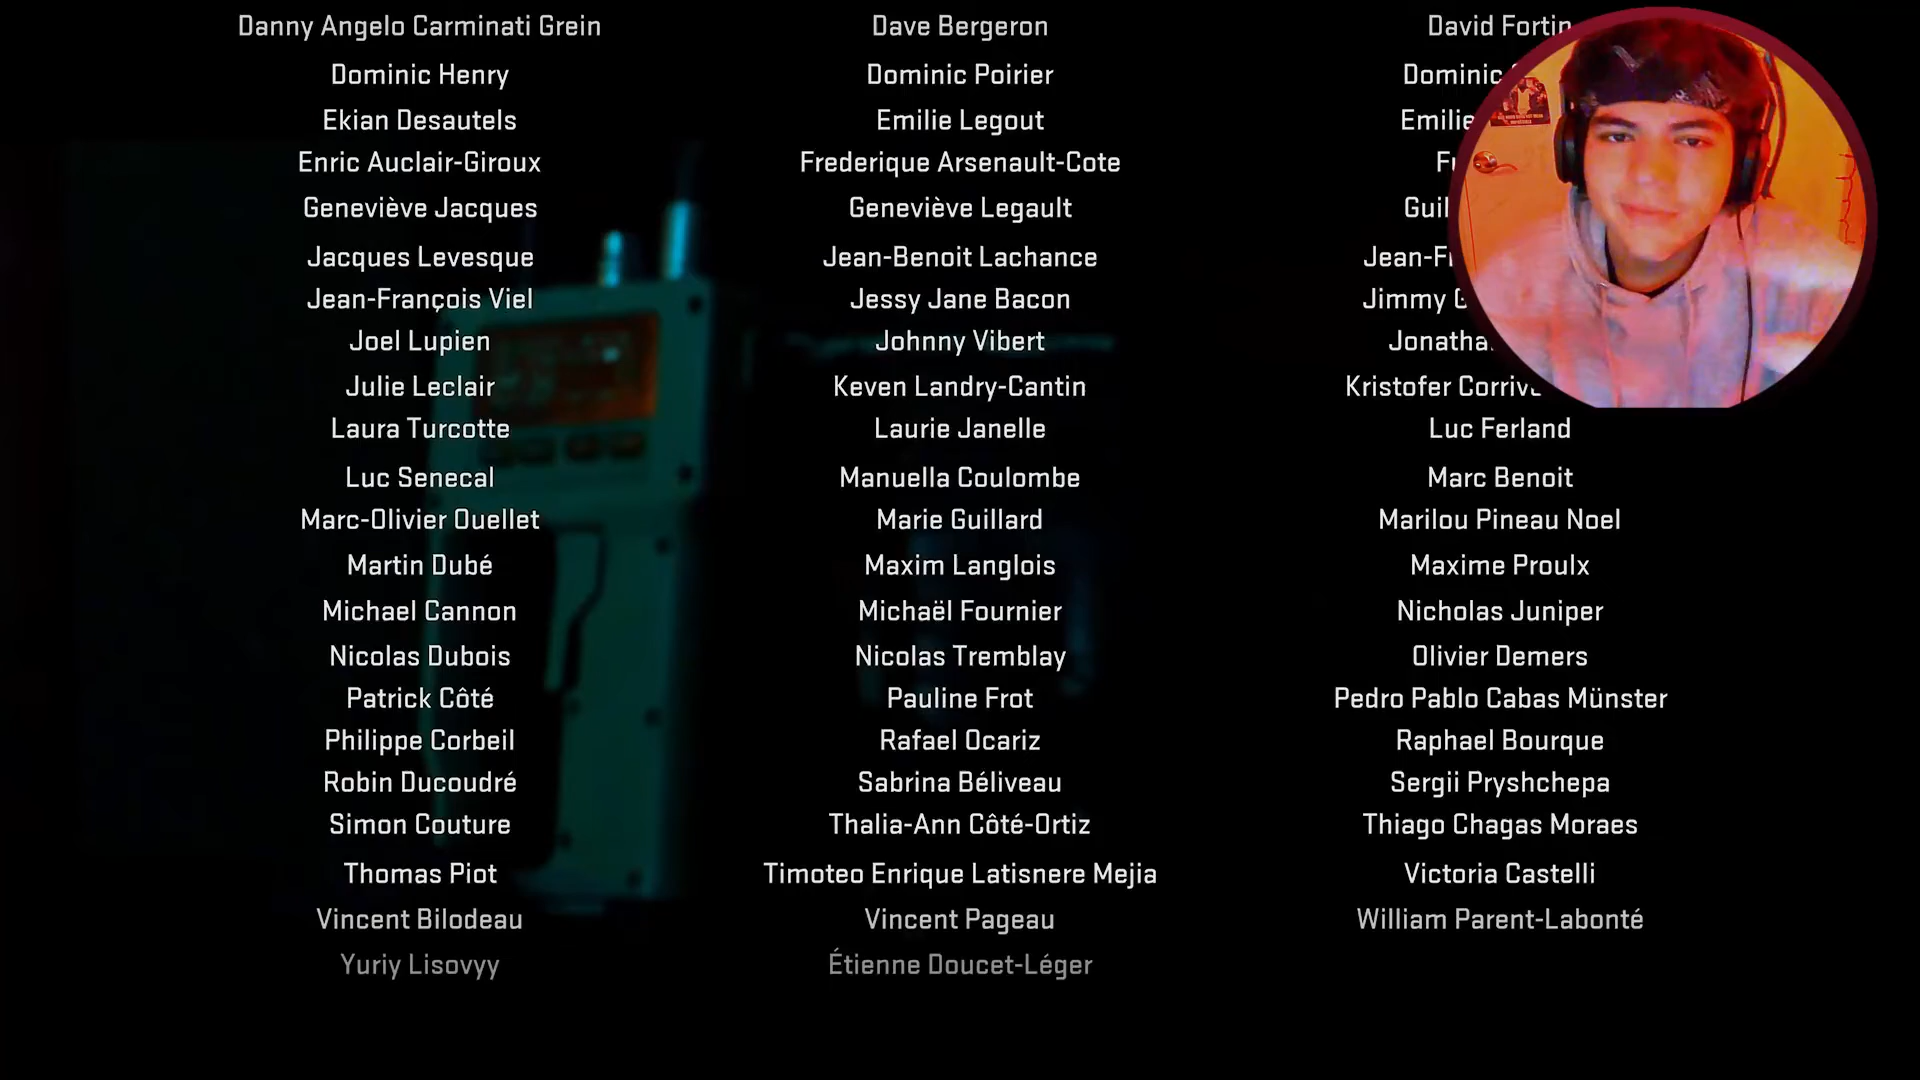 Danny Angelo Carminati Grein Dave Bergeron David Fortin
Dominic Henry Dominic Poirier Dominic
Ekian Desautels Emilie Legout Emilie
Enric Auclair-Giroux Frederique Arsenault-Cote
Geneviève Jacques Geneviève Legault
Jacques Levesque Jean-Benoit Lachance
Jean-François Viel Jessy Jane Bacon Jimmy
Joel Lupien Johnny Vibert
Julie Leclair Keven Landry-Cantin Kristofer
Laura Turcotte Laurie Janelle Luc Ferland
Luc Senecal Manuella Coulombe Marc Benoit
Marc-Olivier Ouellet Marie Guillard Marilou Pineau Noel
Martin Dubé Maxim Langlois Maxime Proulx
Michael Cannon Michaël Fournier Nicholas Juniper
Nicolas Dubois Nicolas Tremblay Olivier Demers
Patrick Côté Pauline Frot Pedro Pablo Cabas Münster
Philippe Corbeil Rafael Ocariz Raphael Bourque
Robin Ducoudré Sabrina Béliveau Sergii Pryshchepa
Simon Couture Thalia-Ann Côté-Ortiz Thiago Chagas Moraes
Thomas Piot Timoteo Enrique Latisnere Mejia Victoria Castelli
Vincent Bilodeau Vincent Pageau William Parent-Labonté
Yuriy Lisovyy Étienne Doucet-Léger